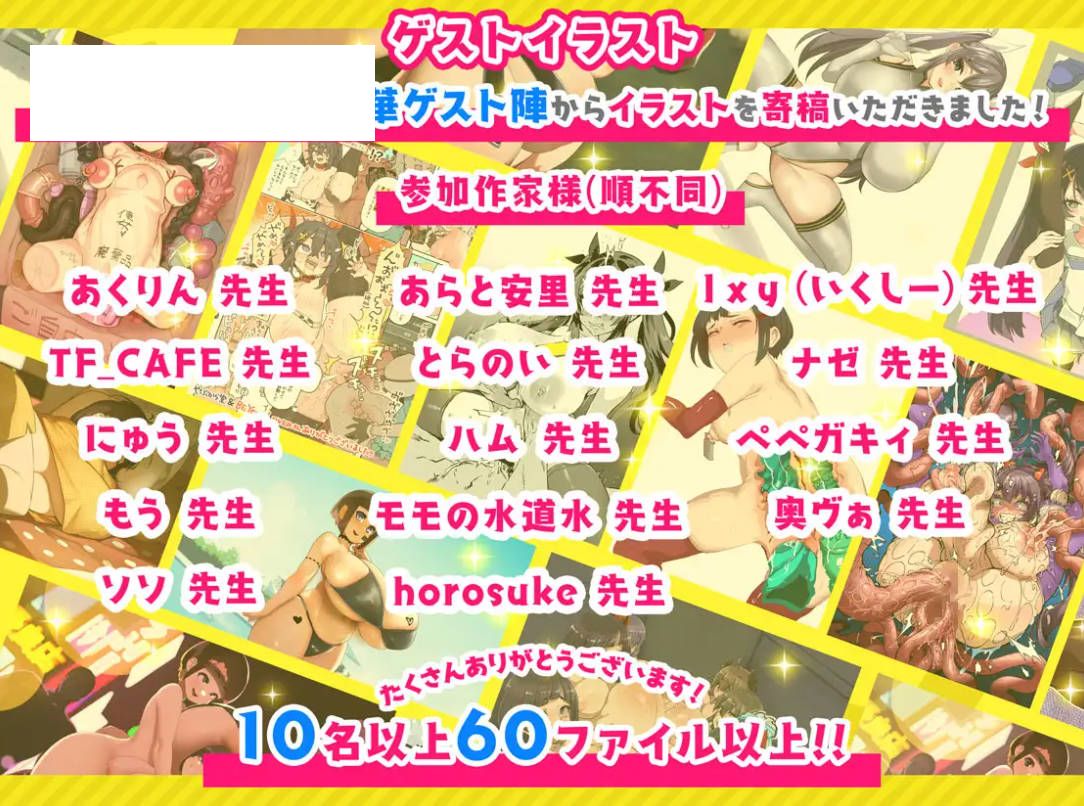 ゲストイラスト
華ゲスト陣からイラストを寄稿いただきました!
参加作家様(順不同)
あくりん 先生 あらと安里 先生 1xy(いくしー)先生
TF_CAFE 先生 とらのい 先生 ナゼ 先生
にゅう 先生 ハム 先生 ペペガキィ 先生
もう 先生 モモの水道水 先生 奥ヴぁ 先生
ソソ 先生 horosuke 先生
たくさんありがとうございます!
10名以上60ファイル以上!!